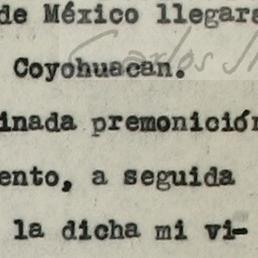 de México llegara
Coyohuacan.
inada premonición
ento, a seguida
la dicha mi vi-